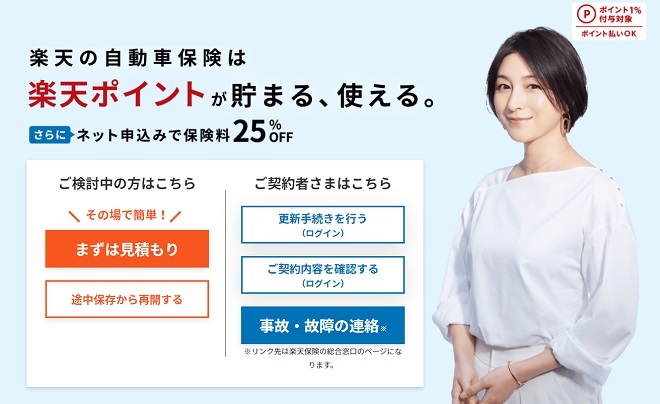 P ポイント1%
付与対象
ポイント払いOK
楽天の自動車保険は
楽天ポイントが貯まる、使える。
さらに ネット申込みで保険料25%OFF
ご検討中の方はこちら
その場で簡単！
まずは見積もり
途中保存から再開する
ご契約者さまはこちら
更新手続きを行う
（ログイン）
ご契約内容を確認する
（ログイン）
事故・故障の連絡※
※リンク先は楽天保険の総合窓口のページにな
ります。